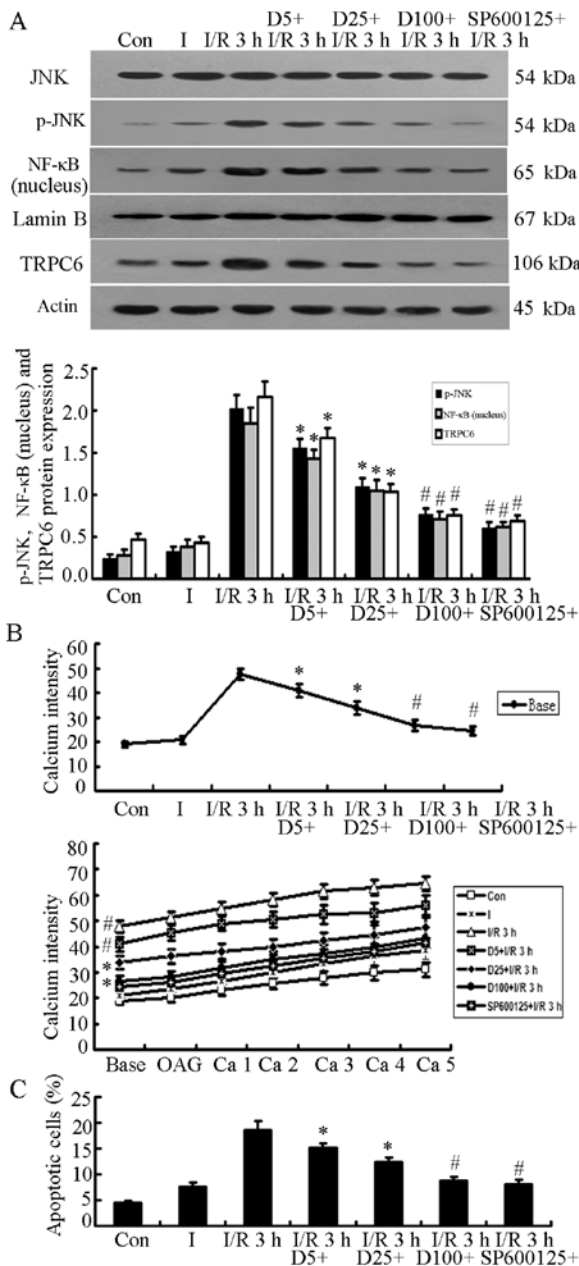 A
D5+ D25+ D100+ SP600125+
Con I I/R 3 h I/R 3 h I/R 3 h I/R 3 h I/R 3 h
JNK 54 kDa
p-JNK 54 kDa
NF-κB
(nucleus) 65 kDa
Lamin B 67 kDa
TRPC6 106 kDa
Actin 45 kDa
p-JNK, NF-κB (nucleus) and
TRPC6 protein expression
2.5
2.0
1.5
1.0
0.5
0.0
p-JNK
NF-κB (nucleus)
TRPC6
* * *
* * *
# # #
# # #
Con I I/R 3 h I/R 3 h I/R 3 h I/R 3 h I/R 3 h
D5+ D25+ D100+ SP600125+
B
Calcium intensity
60
50
40
30
20
10
0
* * # #
Base
Con I I/R 3 h I/R 3 h I/R 3 h I/R 3 h I/R 3 h
D5+ D25+ D100+ SP600125+
Calcium intensity
80
70
60
50
40
30
20
10
0
#
#
*
*
Con
I
I/R 3 h
D5+I/R 3 h
D25+I/R 3 h
D100+I/R 3 h
SP600125+I/R 3 h
Base OAG Ca 1 Ca 2 Ca 3 Ca 4 Ca 5
C
Apoptotic cells (%)
25
20
15
10
5
0
* * # #
Con I I/R 3 h I/R 3 h I/R 3 h I/R 3 h I/R 3 h
D5+ D25+ D100+ SP600125+